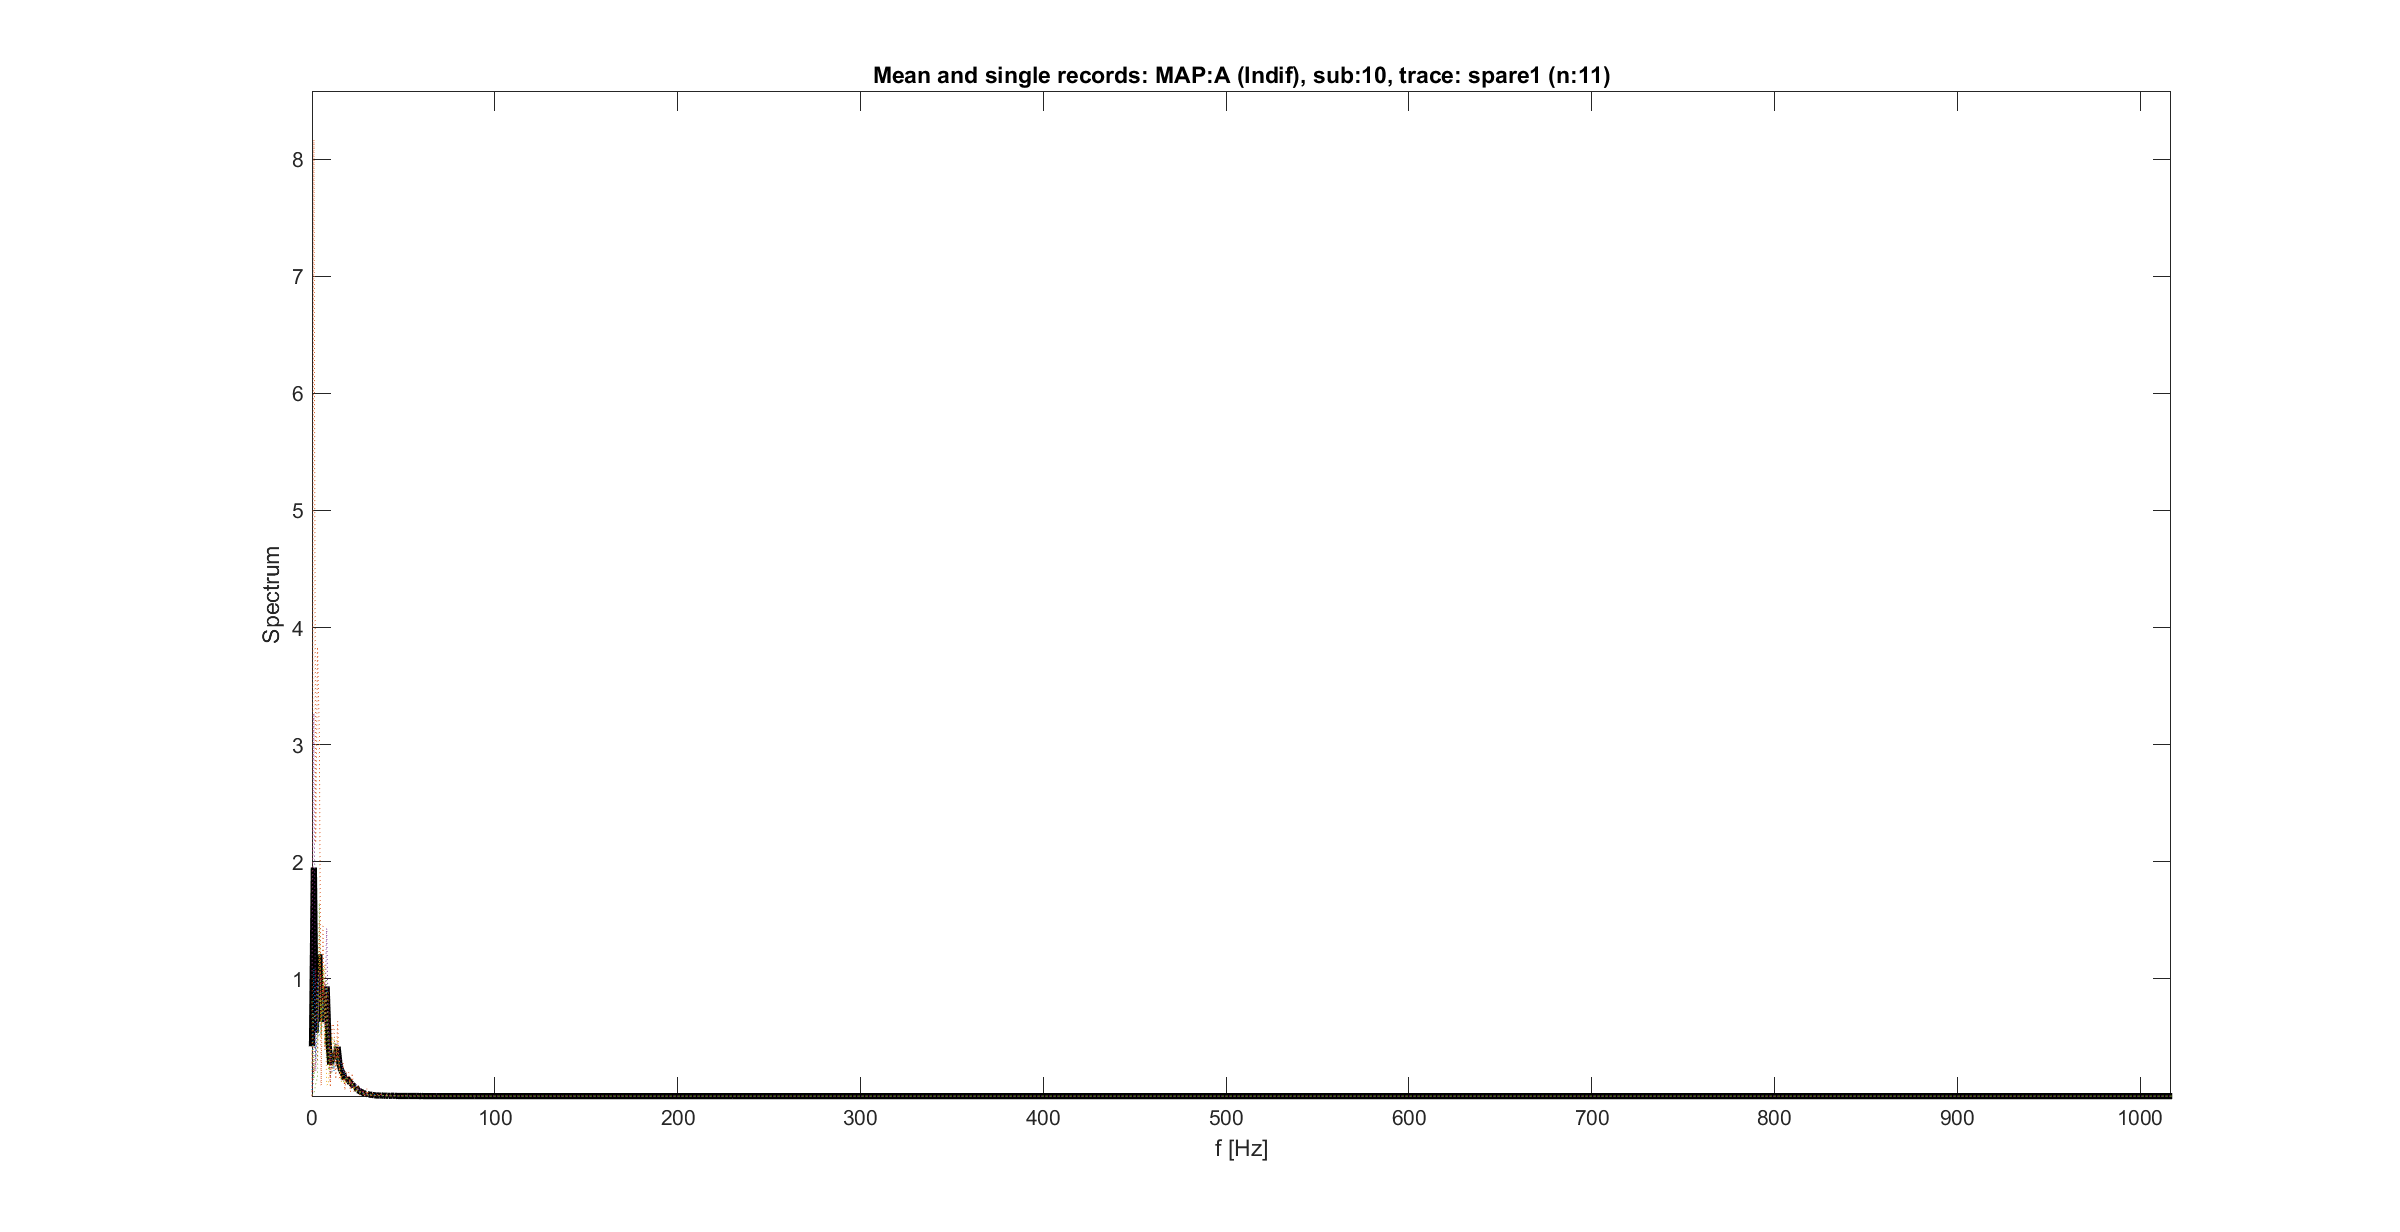 Mean and single records: MAP:A (Indif), sub:10, trace: spare1 (n:11)
8
7
6
5
4
3
2
1
Spectrum
0 100 200 300 400 500 600 700 800 900 1000
f [Hz]